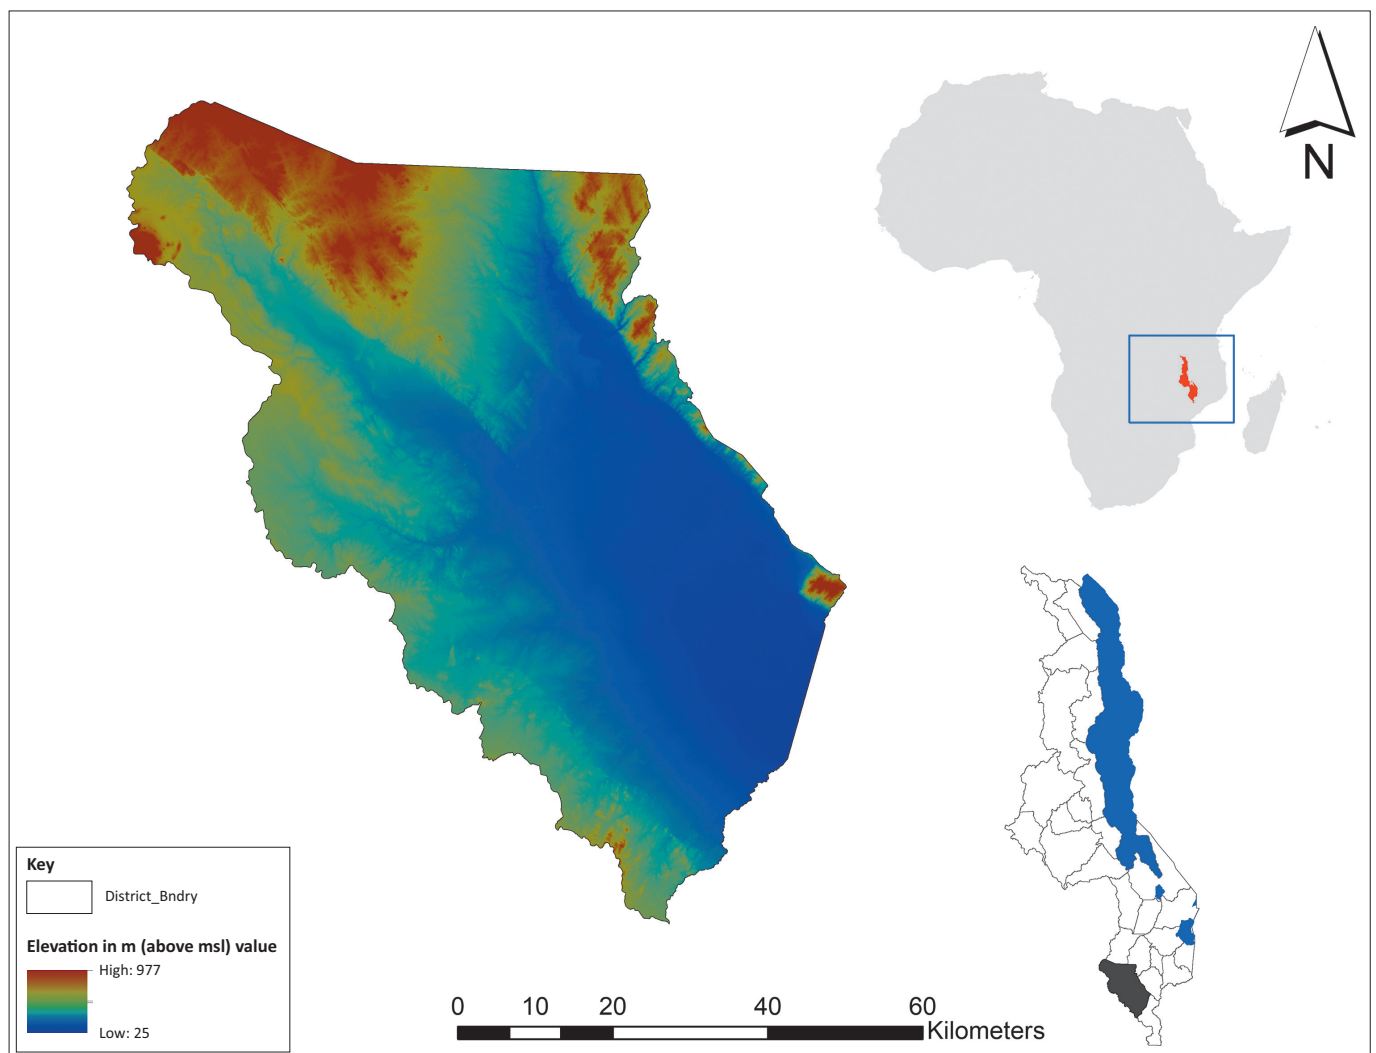 N
Key
District_Bndry
Elevation in m (above msl) value
High: 977
Low: 25
0 10 20 40 60
Kilometers